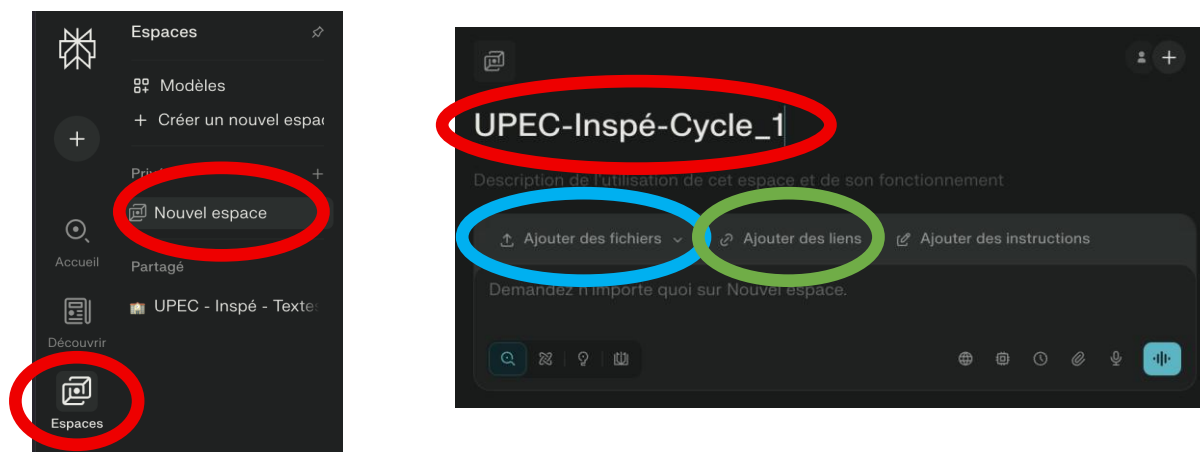 Espaces
Modèles
+ Créer un nouvel espac
+
Nouvel espace
Accueil
Partagé
UPEC - Inspé - Textes
Découvrir
Espaces
UPEC-Inspé-Cycle_1
Description de l'utilisation de cet espace et de son fonctionnement
Ajouter des fichiers
Ajouter des liens
Ajouter des instructions
Demandez n'importe quoi sur Nouvel espace.